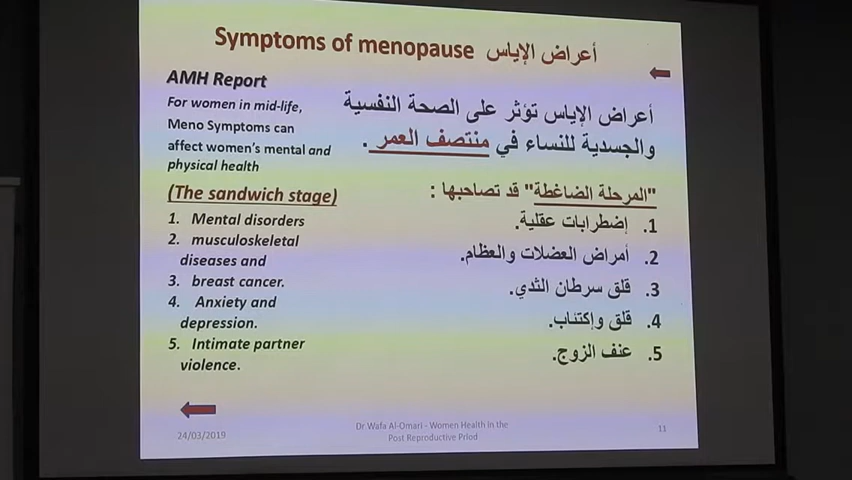 Symptoms of menopause أعراض الإياس
AMH Report
For women in mid-life,
Meno Symptoms can
affect women's mental and
physical health
(The sandwich stage)
1. Mental disorders
2. musculoskeletal
diseases and
3. breast cancer.
4. Anxiety and
depression.
5. Intimate partner
violence.
أعراض الإياس تؤثر على الصحة النفسية
والجسدية للنساء في منتصف العمر .
"المرحلة الضاغطة" قد تصاحبها :
1. إضطرابات عقلية.
2. أمراض العضلات والعظام.
3. قلق سرطان الثدي.
4. قلق وإكتئاب.
5. عنف الزوج.
24/03/2019
Dr Wafa Al-Omari - Women Health in the
Post Reproductive Priod
11